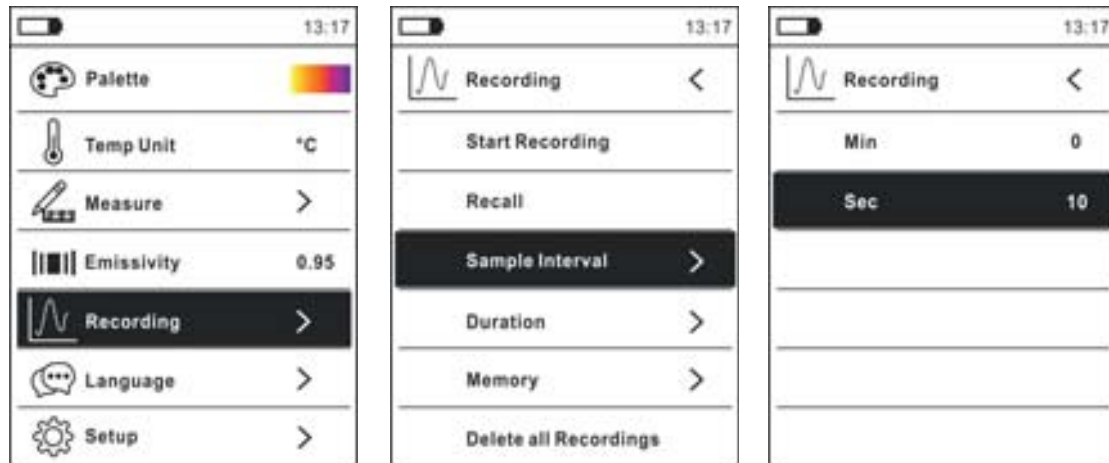 13:17
Palette
Temp Unit °C
Measure >
Emissivity 0.95
Recording >
Language >
Setup >
13:17
Recording <
Start Recording
Recall
Sample Interval >
Duration >
Memory >
Delete all Recordings
13:17
Recording <
Min 0
Sec 10